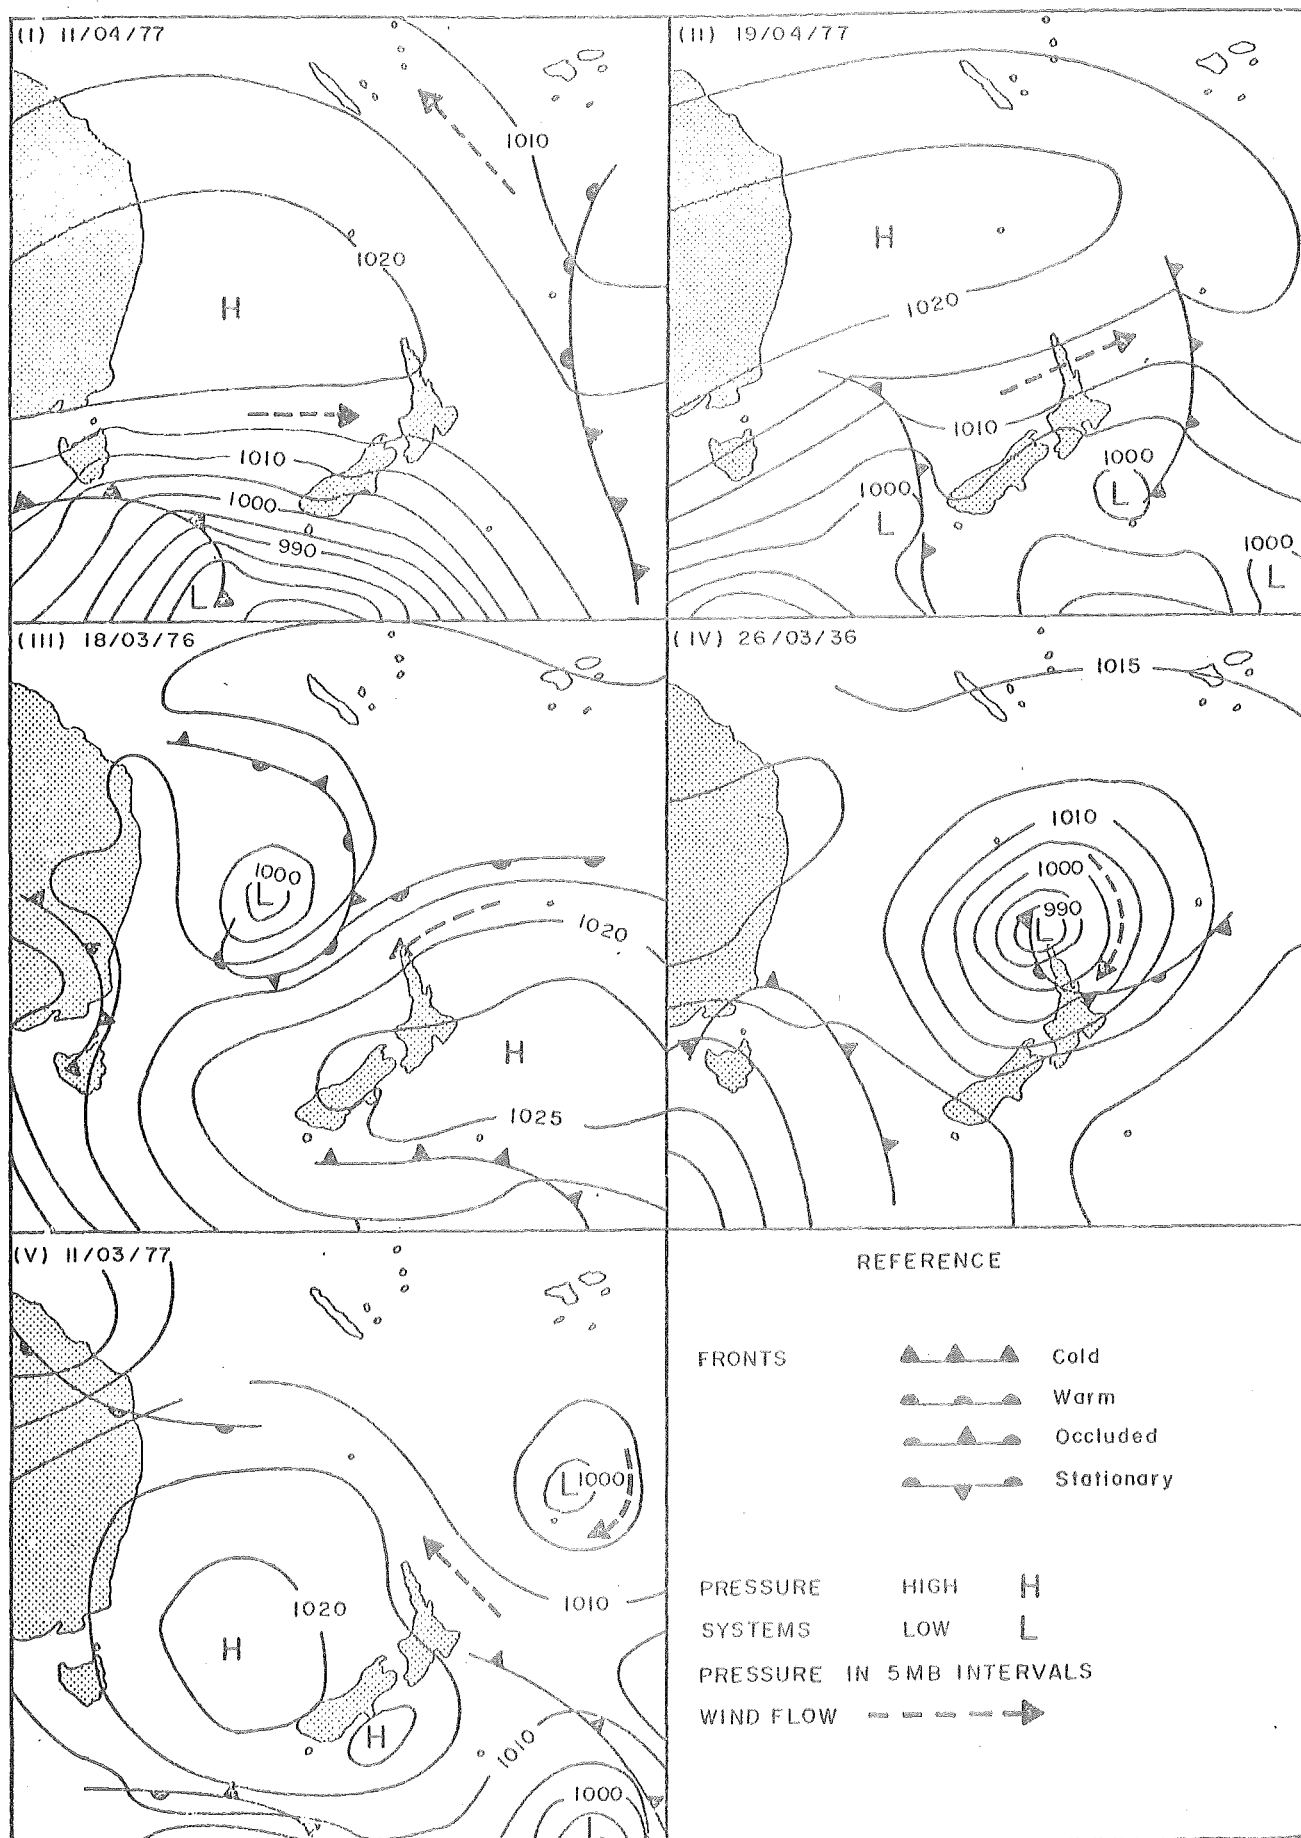 (I) 11/04/77
1010
1020
H
1010
1000
990
L
(II) 19/04/77
H
1020
1010
1000
L
1000
L
1000
L
(III) 18/03/76
1000
L
1020
H
1025
(IV) 26/03/36
1015
1010
1000
990
L
(V) 11/03/77
L 1000
1010
1020
H
H
1010
1000
L
REFERENCE
FRONTS
Cold
Warm
Occluded
Stationary
PRESSURE HIGH H
SYSTEMS LOW L
PRESSURE IN 5MB INTERVALS
WIND FLOW